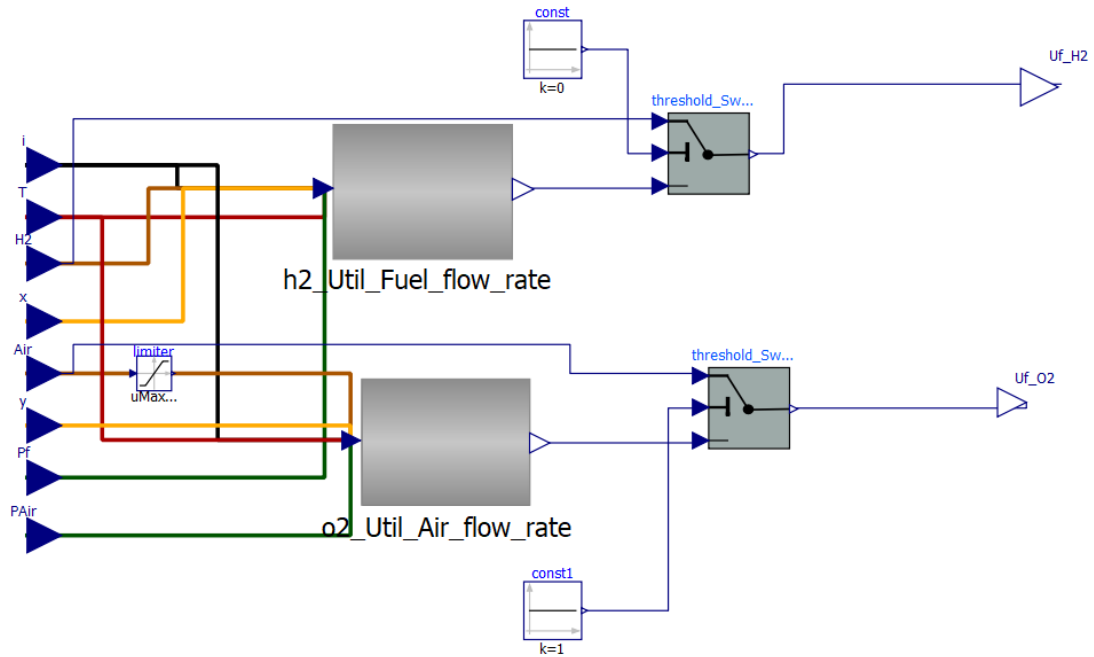 const
k=0
Uf_H2
threshold_Sw...
i
T
H2
h2_Util_Fuel_flow_rate
x
Air
limiter
uMax...
threshold_Sw...
Uf_O2
y
Pf
PAir
o2_Util_Air_flow_rate
const1
k=1